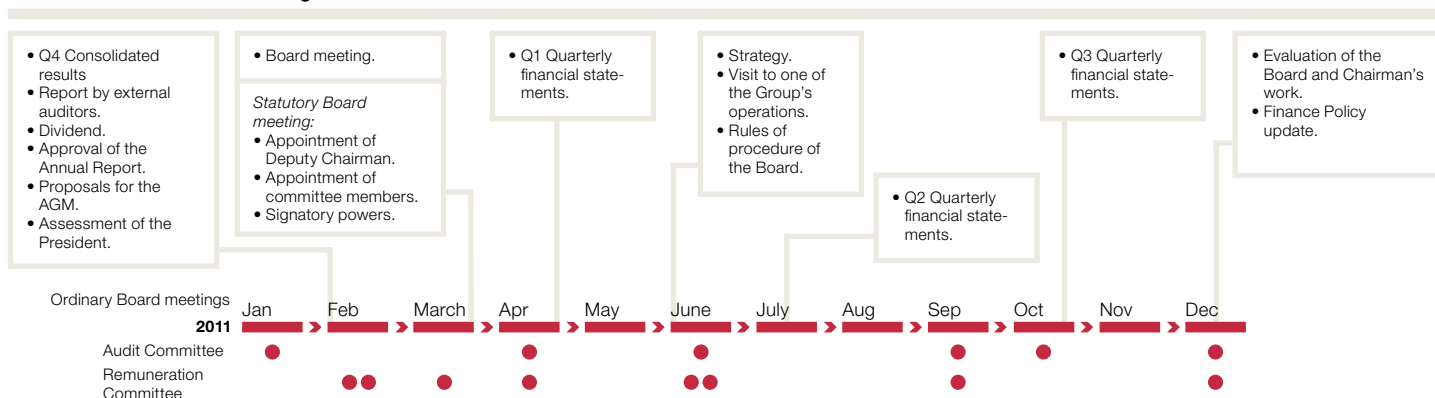 • Q4 Consolidated
results
• Report by external
auditors.
• Dividend.
• Approval of the
Annual Report.
• Proposals for the
AGM.
• Assessment of the
President.
• Board meeting.
Statutory Board
meeting:
• Appointment of
Deputy Chairman.
• Appointment of
committee members.
• Signatory powers.
• Q1 Quarterly
financial state-
ments.
• Strategy.
• Visit to one of
the Group's
operations.
• Rules of
procedure of
the Board.
• Q2 Quarterly
financial state-
ments.
• Q3 Quarterly
financial state-
ments.
• Evaluation of the
Board and Chairman's
work.
• Finance Policy
update.
Ordinary Board meetings
Jan Feb March Apr May June July Aug Sep Oct Nov Dec
2011
Audit Committee
Remuneration
Committee